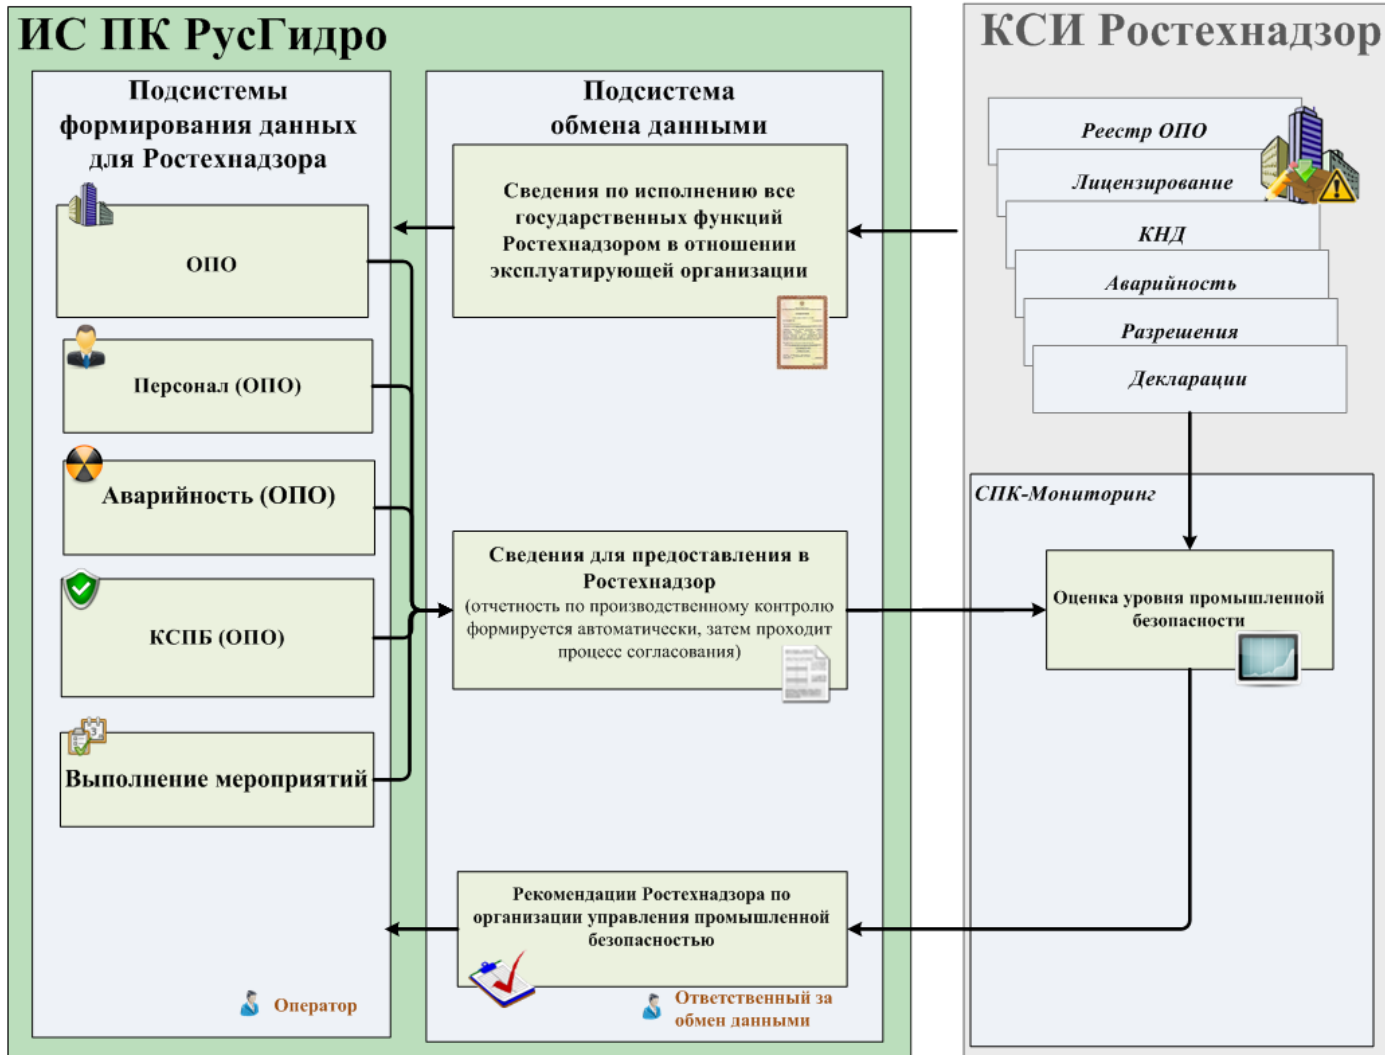 ИС ПК РусГидро
Подсистемы
формирования данных
для Ростехнадзора
ОПО
Персонал (ОПО)
Аварийность (ОПО)
КСПБ (ОПО)
3
Выполнение мероприятий
Оператор
Подсистема
обмена данными
Сведения по исполнению все
государственных функций
Ростехнадзором в отношении
эксплуатирующей организации
Сведения для предоставления в
Ростехнадзор
(отчетность по производственному контролю
формируется автоматически, затем проходит
процесс согласования)
Рекомендации Ростехнадзора по
организации управления промышленной
безопасностью
Ответственный за
обмен данными
КСИ Ростехнадзор
Реестр ОПО
Лицензирование
КНД
Аварийность
Разрешения
Декларации
СПК-Мониторинг
Оценка уровня промышленной
безопасности